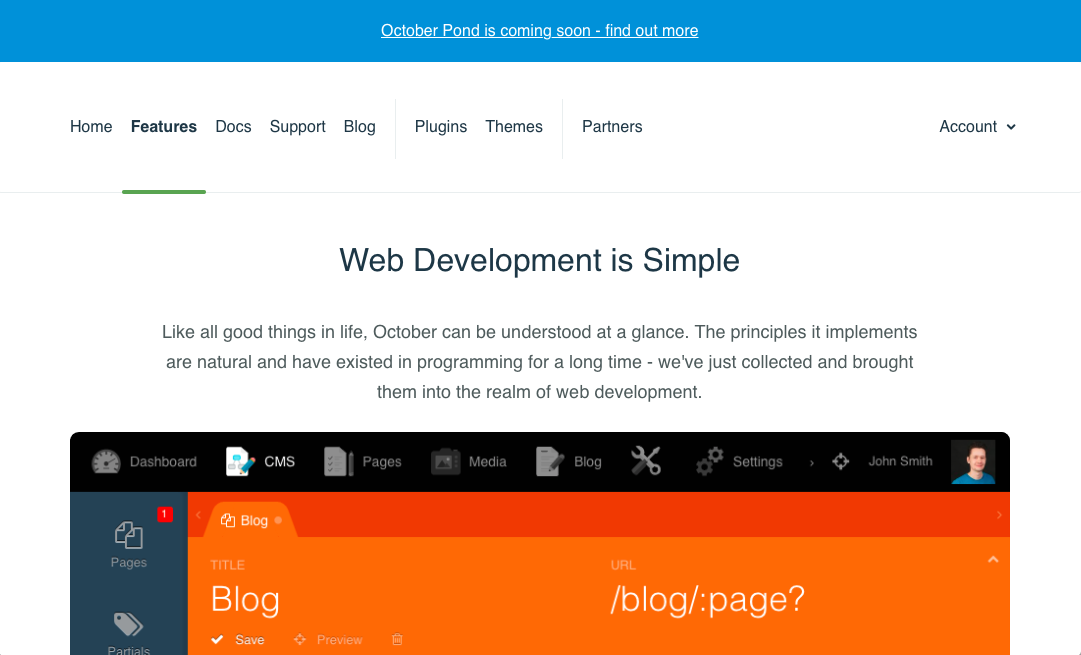 October Pond is coming soon - find out more
Home Features Docs Support Blog Plugins Themes Partners Account
Web Development is Simple
Like all good things in life, October can be understood at a glance. The principles it implements
are natural and have existed in programming for a long time - we've just collected and brought
them into the realm of web development.
Dashboard CMS Pages Media Blog Settings John Smith
1
Blog
Pages
TITLE URL
Blog /blog/:page?
Save Preview
Partials